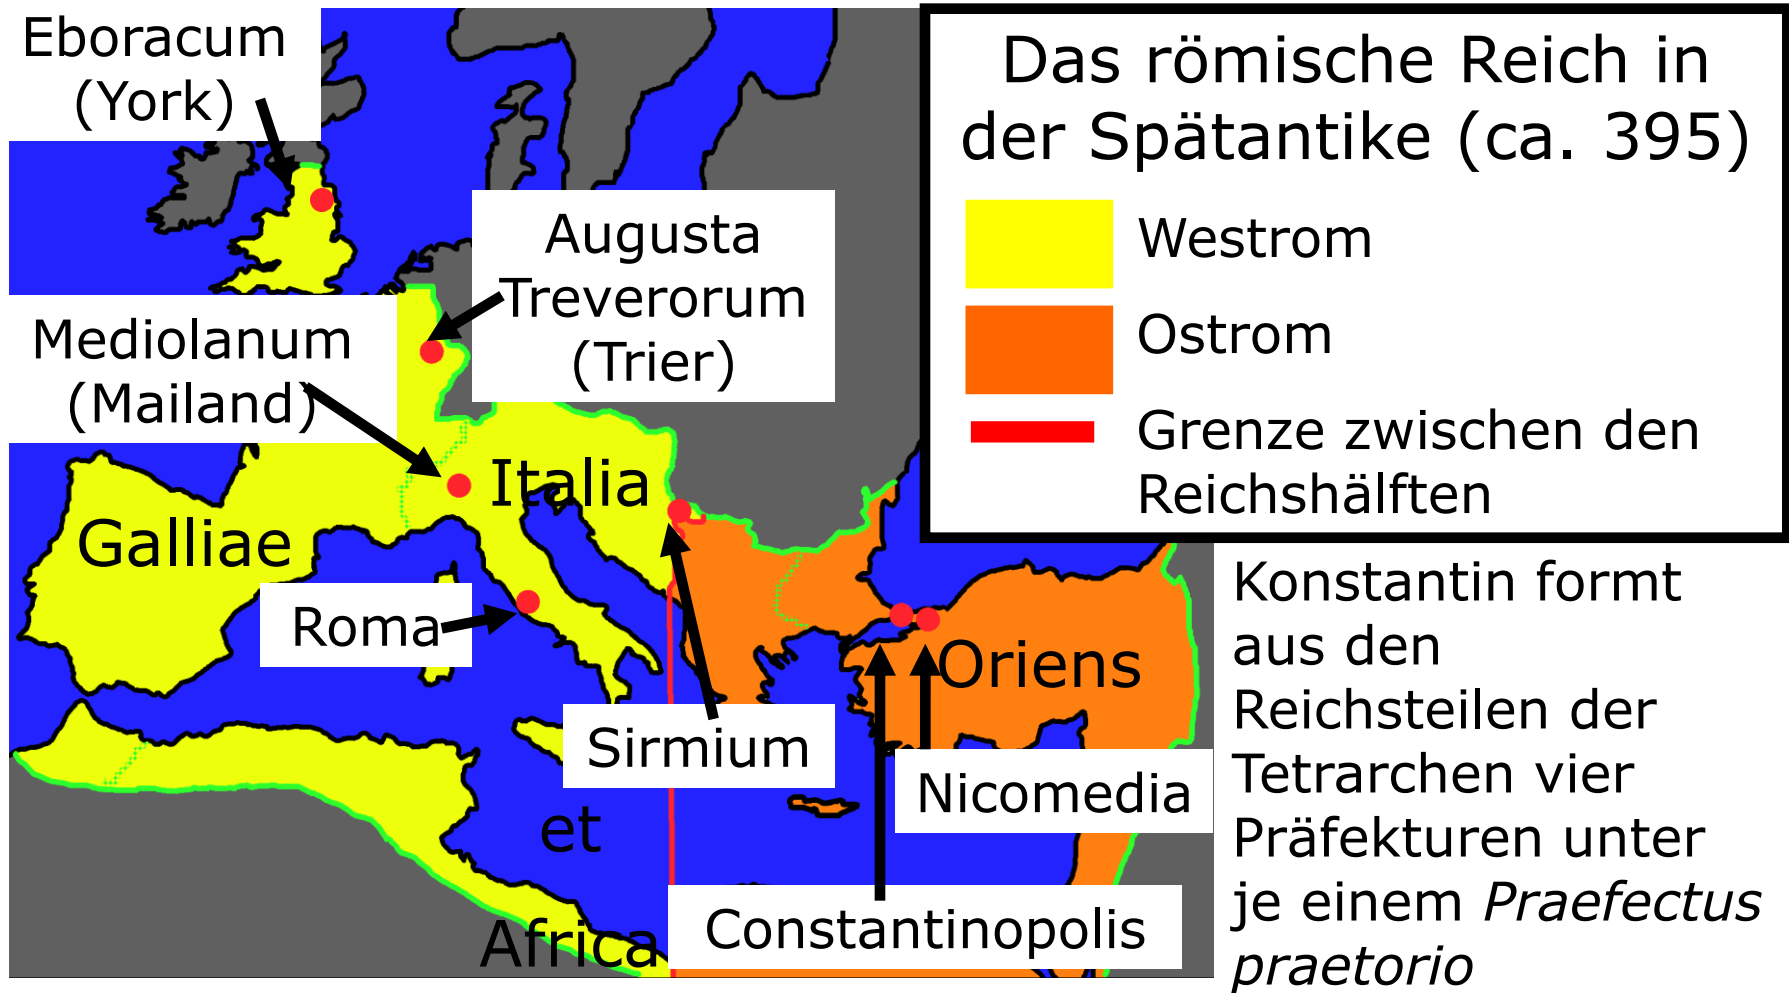 Eboracum
(York)
Das römische Reich in
der Spätantike (ca. 395)
Westrom
Ostrom
Grenze zwischen den
Reichshälften
Augusta
Treverorum
(Trier)
Mediolanum
(Mailand)
Italia
Galliae
Roma
Oriens
Sirmium
Nicomedia
et
Constantinopolis
Africa
Konstantin formt
aus den
Reichsteilen der
Tetrarchen vier
Präfekturen unter
je einem Praefectus
praetorio